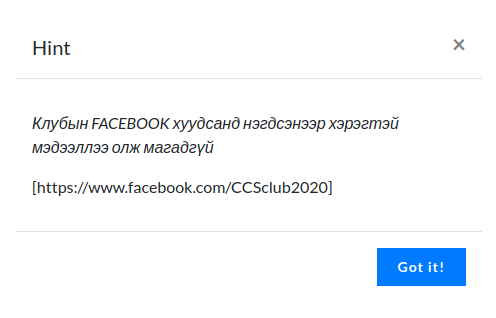 Hint
×
Клубын FACEBOOK хуудсанд нэгдсэнээр хэрэгтэй
мэдээллээ олж магадгүй
[https://www.facebook.com/CCSclub2020]
Got it!